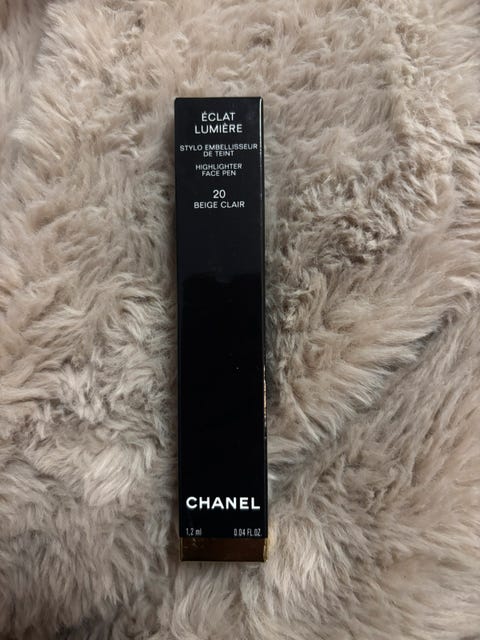 ÉCLAT
LUMIÈRE
STYLO EMBELLISSEUR
DE TEINT
HIGHLIGHTER
FACE PEN
20
BEIGE CLAIR
CHANEL
1,2 ml 0.04 FL.OZ.